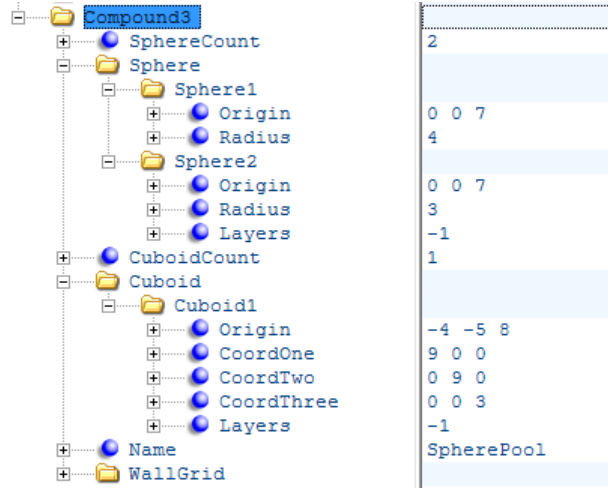 Compound3
SphereCount 2
Sphere
Sphere1
Origin 0 0 7
Radius 4
Sphere2
Origin 0 0 7
Radius 3
Layers -1
CuboidCount 1
Cuboid
Cuboid1
Origin -4 -5 8
CoordOne 9 0 0
CoordTwo 0 9 0
CoordThree 0 0 3
Layers -1
Name SpherePool
WallGrid